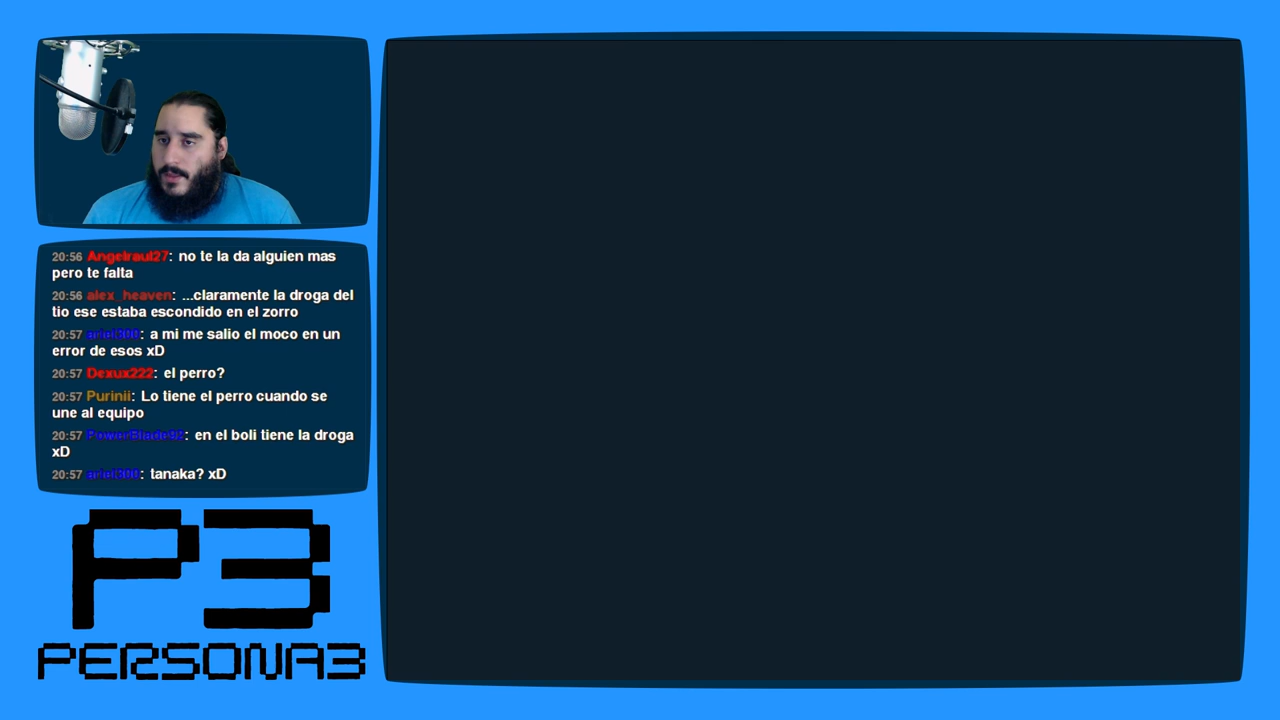 20:56 Angelraul27: no te la da alguien mas
pero te falta
20:56 alex_heaven: ...claramente la droga del
tio ese estaba escondido en el zorro
20:57 ariel300: a mi me salio el moco en un
error de esos xD
20:57 Dexux222: el perro?
20:57 Purinii: Lo tiene el perro cuando se
une al equipo
20:57 : en el boli tiene la droga
xD
20:57 ariel300: tanaka? xD
P3
PERSONA3